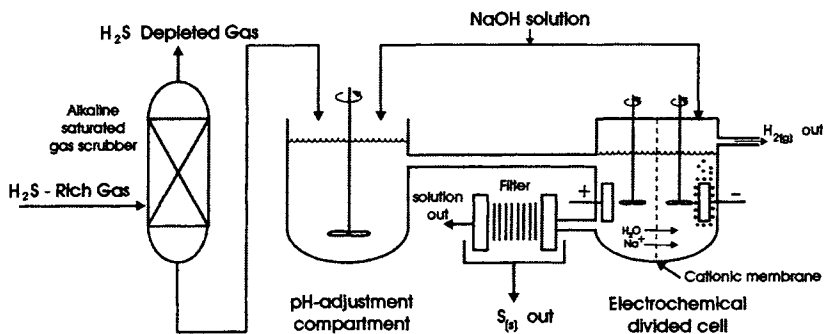 H₂S Depleted Gas
NaOH solution
Alkaline
saturated
gas scrubber
H₂(g) out
H₂S - Rich Gas
Filter
solution
out
+
−
H₂O
Na⁺
Cationic membrane
pH-adjustment
compartment
S(s) out
Electrochemical
divided cell